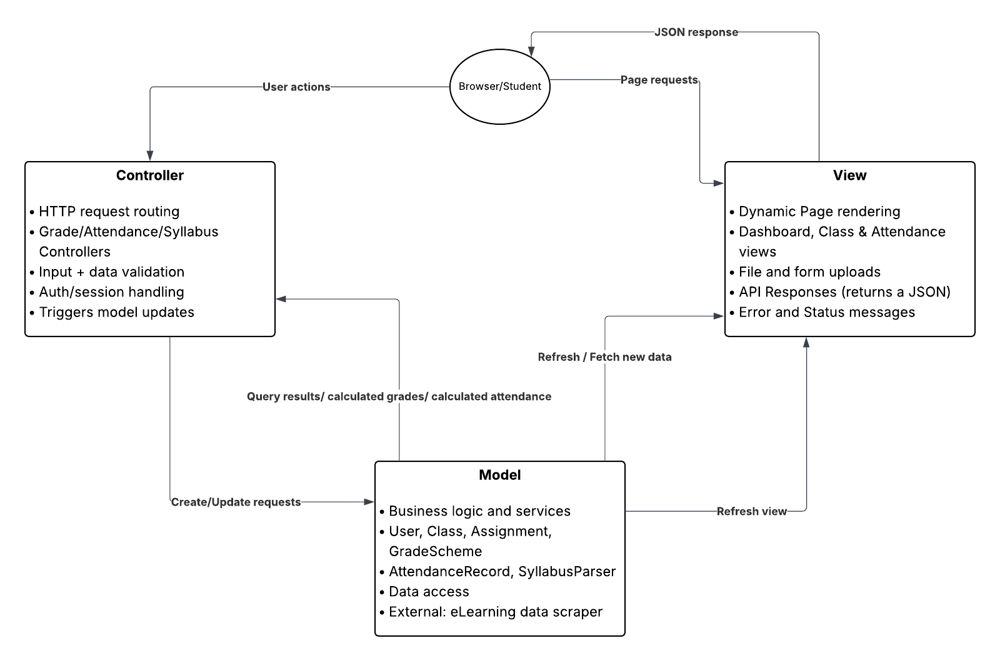 JSON response
Page requests
Browser/Student
User actions
Controller
• HTTP request routing
• Grade/Attendance/Syllabus
Controllers
• Input + data validation
• Auth/session handling
• Triggers model updates
View
• Dynamic Page rendering
• Dashboard, Class & Attendance
views
• File and form uploads
• API Responses (returns a JSON)
• Error and Status messages
Refresh / Fetch new data
Query results/ calculated grades/ calculated attendance
Create/Update requests
Refresh view
Model
• Business logic and services
• User, Class, Assignment,
GradeScheme
• AttendanceRecord, SyllabusParser
• Data access
• External: eLearning data scraper